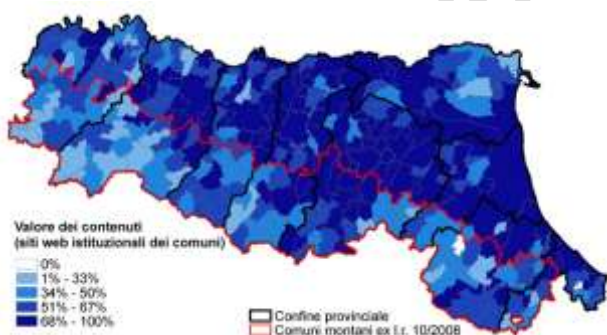 Valore dei contenuti
(siti web istituzionali dei comuni)
0%
1% - 33%
34% - 50%
51% - 67%
68% - 100%
Confine provinciale
Comuni montani ex l.r. 10/2008